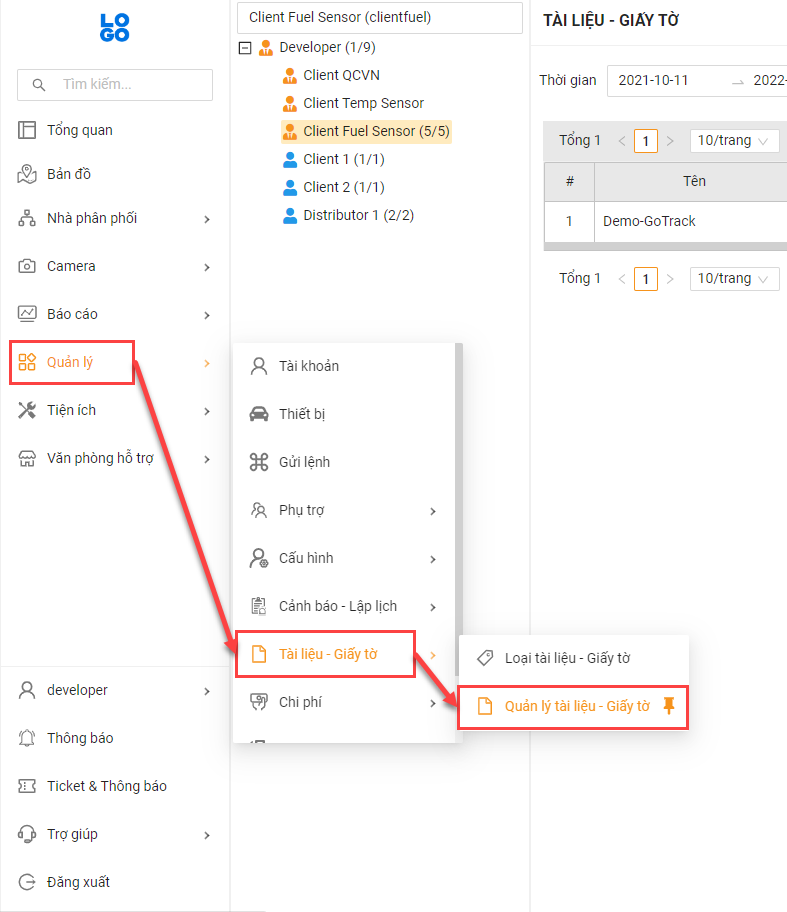 LO
GO
Tìm kiếm...
Tổng quan
Bản đồ
Nhà phân phối
Camera
Báo cáo
Quản lý
Tiện ích
Văn phòng hỗ trợ
developer
Thông báo
Ticket & Thông báo
Trợ giúp
Đăng xuất
Client Fuel Sensor (clientfuel)
Developer (1/9)
Client QCVN
Client Temp Sensor
Client Fuel Sensor (5/5)
Client 1 (1/1)
Client 2 (1/1)
Distributor 1 (2/2)
Tài khoản
Thiết bị
Gửi lệnh
Phụ trợ
Cấu hình
Cảnh báo - Lập lịch
Tài liệu - Giấy tờ
Chi phí
Loại tài liệu - Giấy tờ
Quản lý tài liệu - Giấy tờ
TÀI LIỆU - GIẤY TỜ
Thời gian 2021-10-11 → 2022-
Tổng 1 < 1 > 10/trang
# Tên
1 Demo-GoTrack
Tổng 1 < 1 > 10/trang